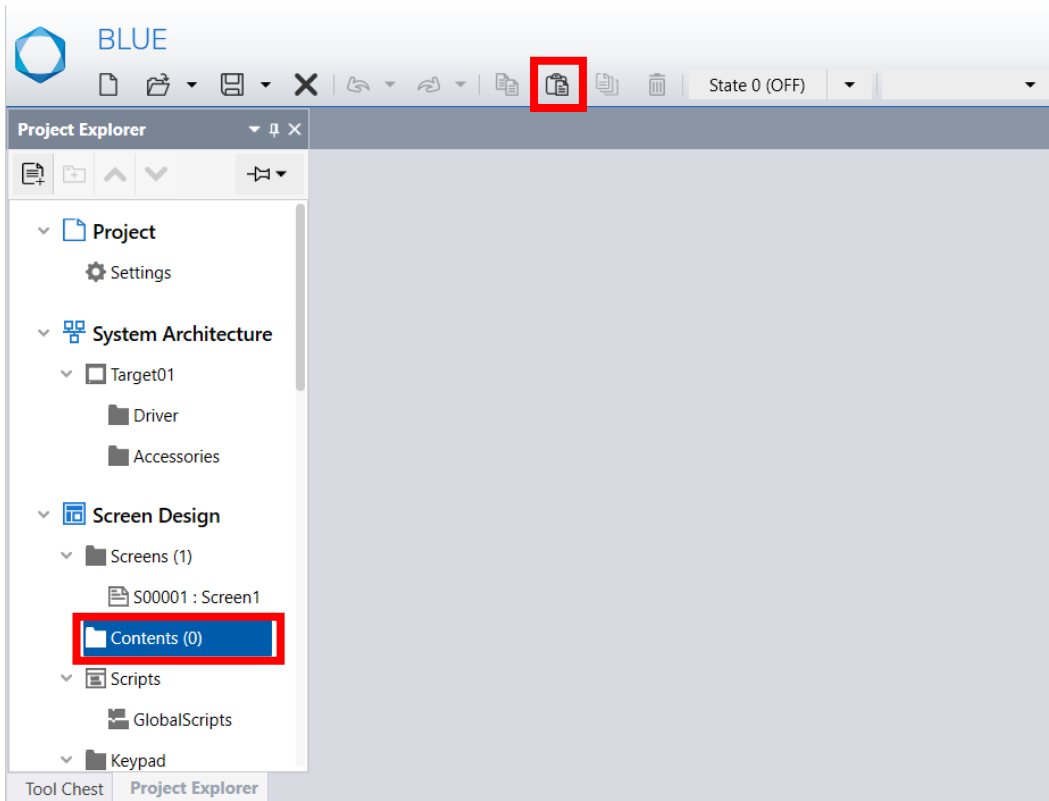 BLUE
State 0 (OFF)
Project Explorer
Project
Settings
System Architecture
Target01
Driver
Accessories
Screen Design
Screens (1)
S00001 : Screen1
Contents (0)
Scripts
GlobalScripts
Keypad
Tool Chest Project Explorer